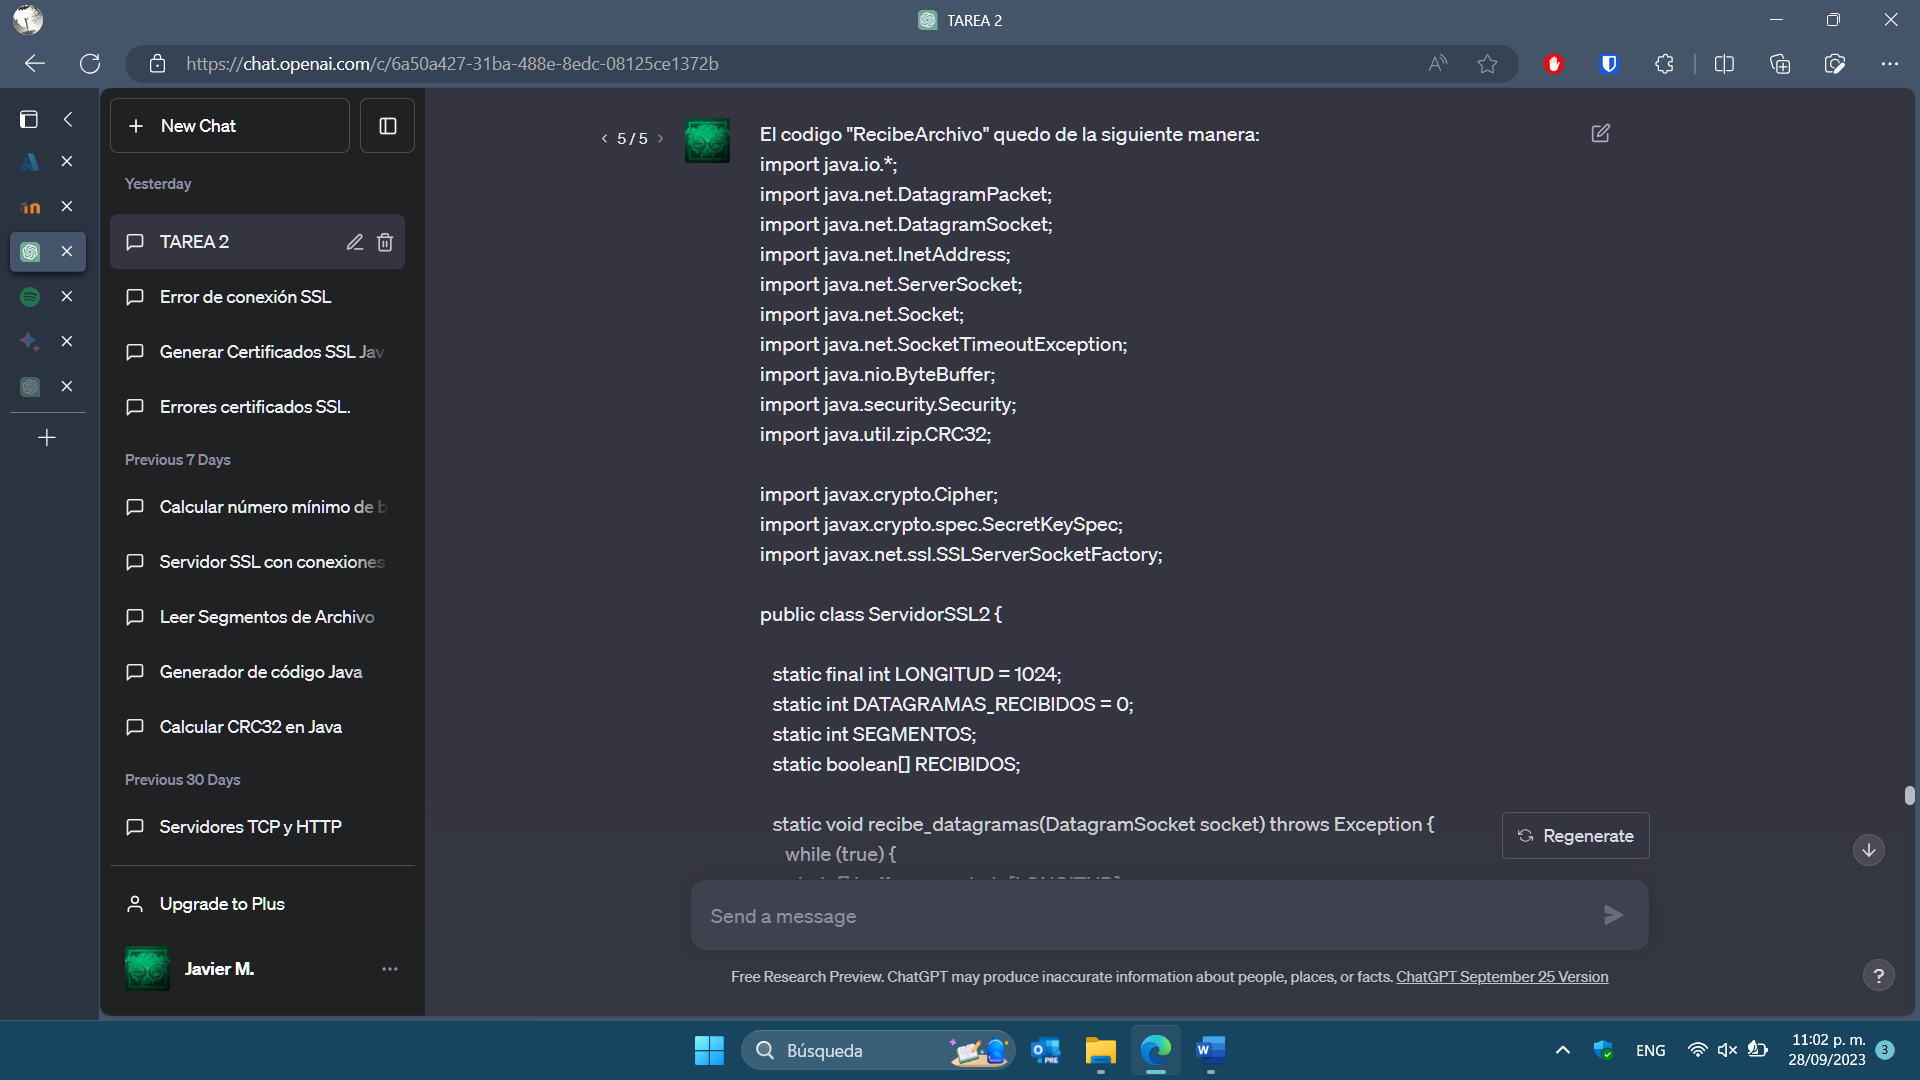 TAREA 2
https://chat.openai.com/c/6a50a427-31ba-488e-8edc-08125ce1372b
New Chat
Yesterday
TAREA 2
Error de conexión SSL
Generar Certificados SSL Jav
Errores certificados SSL.
Previous 7 Days
Calcular número mínimo de b
Servidor SSL con conexiones
Leer Segmentos de Archivo
Generador de código Java
Calcular CRC32 en Java
Previous 30 Days
Servidores TCP y HTTP
Upgrade to Plus
Javier M.
5 / 5
El codigo "RecibeArchivo" quedo de la siguiente manera:
import java.io.*;
import java.net.DatagramPacket;
import java.net.DatagramSocket;
import java.net.InetAddress;
import java.net.ServerSocket;
import java.net.Socket;
import java.net.SocketTimeoutException;
import java.nio.ByteBuffer;
import java.security.Security;
import java.util.zip.CRC32;
import javax.crypto.Cipher;
import javax.crypto.spec.SecretKeySpec;
import javax.net.ssl.SSLServerSocketFactory;
public class ServidorSSL2 {
static final int LONGITUD = 1024;
static int DATAGRAMAS_RECIBIDOS = 0;
static int SEGMENTOS;
static boolean[] RECIBIDOS;
static void recibe_datagramas(DatagramSocket socket) throws Exception {
while (true) {
Regenerate
Send a message
Free Research Preview. ChatGPT may produce inaccurate information about people, places, or facts. ChatGPT September 25 Version
?
Búsqueda
ENG
11:02 p. m.
28/09/2023
3